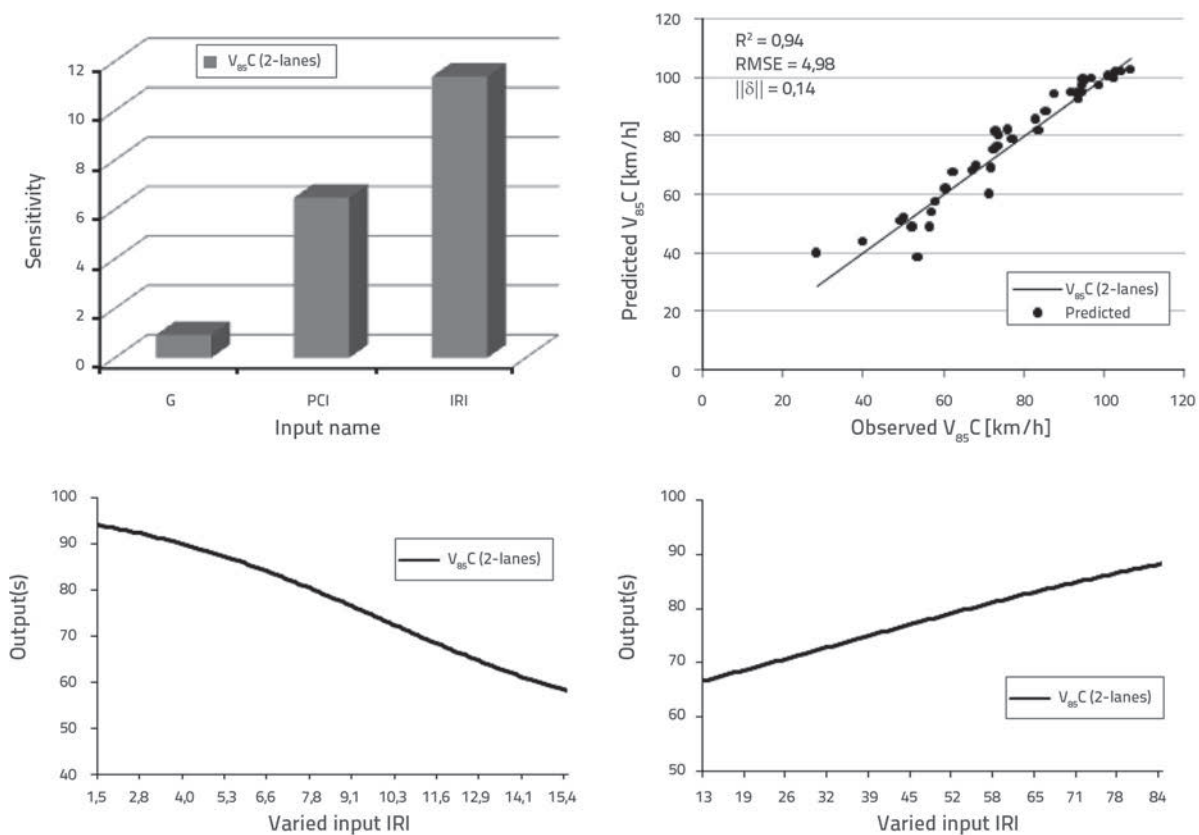 V₈₅C (2-lanes)
12
10
8
6
4
2
0
Sensitivity
G PCI IRI
Input name
R² = 0,94
RMSE = 4,98
||δ|| = 0,14
120
100
80
60
40
20
0
Predicted V₈₅C [km/h]
V₈₅C (2-lanes)
Predicted
0 20 40 60 80 100 120
Observed V₈₅C [km/h]
100
90
80
70
60
50
40
Output(s)
V₈₅C (2-lanes)
1,5 2,8 4,0 5,3 6,6 7,8 9,1 10,3 11,6 12,9 14,1 15,4
Varied input IRI
100
90
80
70
60
50
Output(s)
V₈₅C (2-lanes)
13 19 26 32 39 45 52 58 65 71 78 84
Varied input IRI